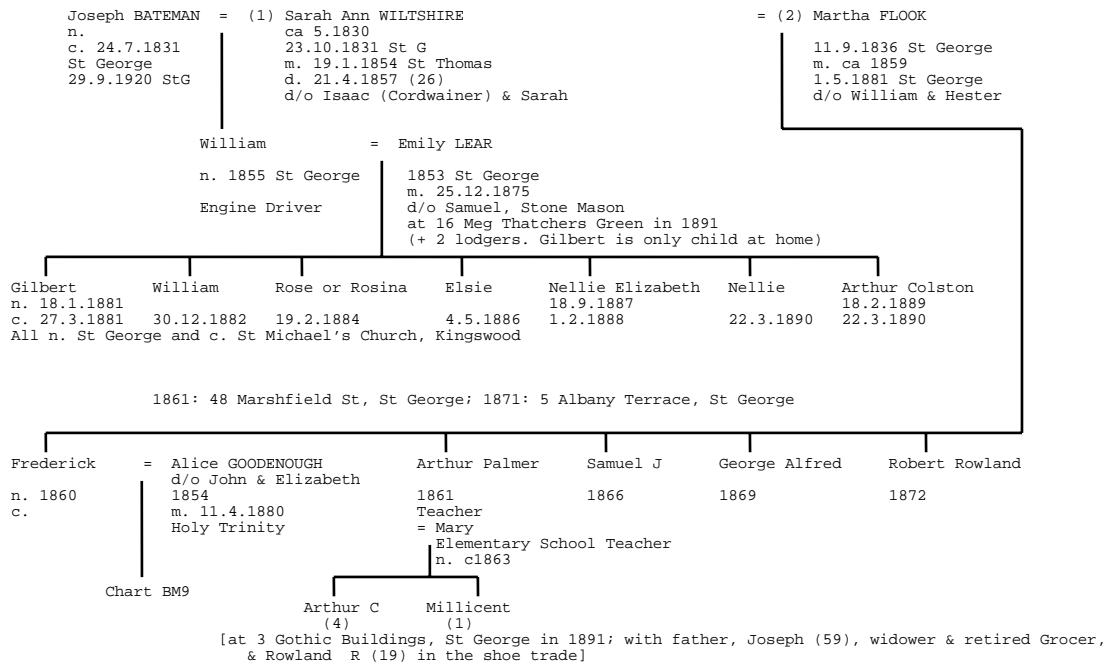 Joseph BATEMAN = (1) Sarah Ann WILTSHIRE = (2) Martha FLOOK
n. ca 5.1830 11.9.1836 St George
c. 24.7.1831 23.10.1831 St G m. ca 1859
St George m. 19.1.1854 St Thomas 1.5.1881 St George
29.9.1920 StG d. 21.4.1857 (26) d/o William & Hester
d/o Isaac (Cordwainer) & Sarah
William = Emily LEAR
n. 1855 St George 1853 St George
m. 25.12.1875
Engine Driver d/o Samuel, Stone Mason
at 16 Meg Thatchers Green in 1891
(+ 2 lodgers. Gilbert is only child at home)
Gilbert William Rose or Rosina Elsie Nellie Elizabeth Nellie Arthur Colston
n. 18.1.1881 18.9.1887 18.2.1889
c. 27.3.1881 30.12.1882 19.2.1884 4.5.1886 1.2.1888 22.3.1890 22.3.1890
All n. St George and c. St Michael's Church, Kingswood
1861: 48 Marshfield St, St George; 1871: 5 Albany Terrace, St George
Frederick = Alice GOODENOUGH Arthur Palmer Samuel J George Alfred Robert Rowland
d/o John & Elizabeth
n. 1860 1854 1861 1866 1869 1872
c. m. 11.4.1880 Teacher
Holy Trinity = Mary
Elementary School Teacher
n. c1863
Chart BM9
Arthur C Millicent
(4) (1)
[at 3 Gothic Buildings, St George in 1891; with father, Joseph (59), widower & retired Grocer,
& Rowland R (19) in the shoe trade]